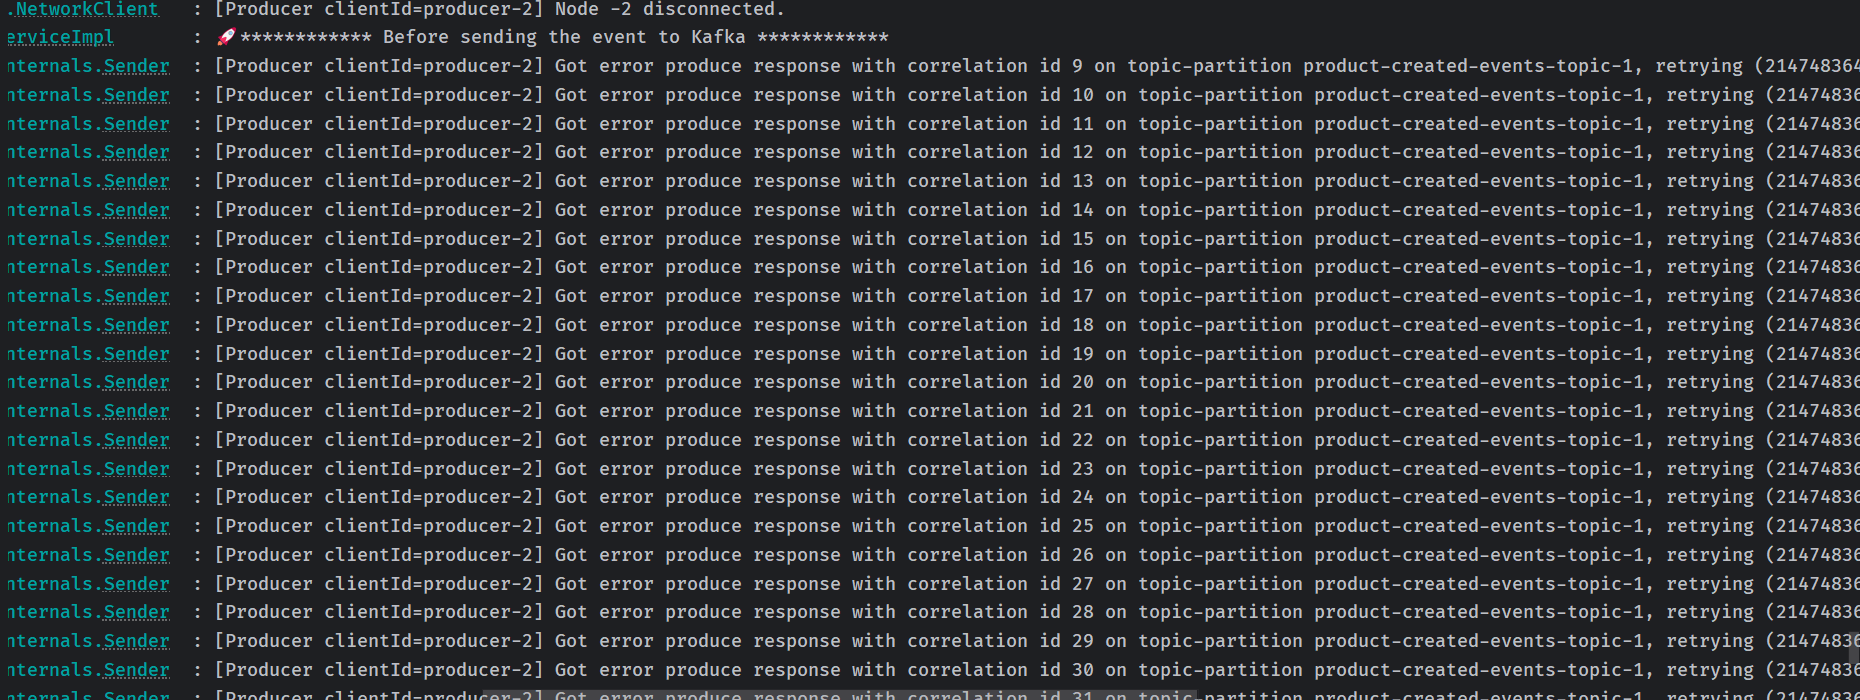 .NetworkClient : [Producer clientId=producer-2] Node -2 disconnected.
erviceImpl : 🚀************ Before sending the event to Kafka ************
nternals.Sender : [Producer clientId=producer-2] Got error produce response with correlation id 9 on topic-partition product-created-events-topic-1, retrying (214748364
nternals.Sender : [Producer clientId=producer-2] Got error produce response with correlation id 10 on topic-partition product-created-events-topic-1, retrying (21474836
nternals.Sender : [Producer clientId=producer-2] Got error produce response with correlation id 11 on topic-partition product-created-events-topic-1, retrying (21474836
nternals.Sender : [Producer clientId=producer-2] Got error produce response with correlation id 12 on topic-partition product-created-events-topic-1, retrying (21474836
nternals.Sender : [Producer clientId=producer-2] Got error produce response with correlation id 13 on topic-partition product-created-events-topic-1, retrying (21474836
nternals.Sender : [Producer clientId=producer-2] Got error produce response with correlation id 14 on topic-partition product-created-events-topic-1, retrying (21474836
nternals.Sender : [Producer clientId=producer-2] Got error produce response with correlation id 15 on topic-partition product-created-events-topic-1, retrying (21474836
nternals.Sender : [Producer clientId=producer-2] Got error produce response with correlation id 16 on topic-partition product-created-events-topic-1, retrying (21474836
nternals.Sender : [Producer clientId=producer-2] Got error produce response with correlation id 17 on topic-partition product-created-events-topic-1, retrying (21474836
nternals.Sender : [Producer clientId=producer-2] Got error produce response with correlation id 18 on topic-partition product-created-events-topic-1, retrying (21474836
nternals.Sender : [Producer clientId=producer-2] Got error produce response with correlation id 19 on topic-partition product-created-events-topic-1, retrying (21474836
nternals.Sender : [Producer clientId=producer-2] Got error produce response with correlation id 20 on topic-partition product-created-events-topic-1, retrying (21474836
nternals.Sender : [Producer clientId=producer-2] Got error produce response with correlation id 21 on topic-partition product-created-events-topic-1, retrying (21474836
nternals.Sender : [Producer clientId=producer-2] Got error produce response with correlation id 22 on topic-partition product-created-events-topic-1, retrying (21474836
nternals.Sender : [Producer clientId=producer-2] Got error produce response with correlation id 23 on topic-partition product-created-events-topic-1, retrying (21474836
nternals.Sender : [Producer clientId=producer-2] Got error produce response with correlation id 24 on topic-partition product-created-events-topic-1, retrying (21474836
nternals.Sender : [Producer clientId=producer-2] Got error produce response with correlation id 25 on topic-partition product-created-events-topic-1, retrying (21474836
nternals.Sender : [Producer clientId=producer-2] Got error produce response with correlation id 26 on topic-partition product-created-events-topic-1, retrying (21474836
nternals.Sender : [Producer clientId=producer-2] Got error produce response with correlation id 27 on topic-partition product-created-events-topic-1, retrying (21474836
nternals.Sender : [Producer clientId=producer-2] Got error produce response with correlation id 28 on topic-partition product-created-events-topic-1, retrying (21474836
nternals.Sender : [Producer clientId=producer-2] Got error produce response with correlation id 29 on topic-partition product-created-events-topic-1, retrying (21474836
nternals.Sender : [Producer clientId=producer-2] Got error produce response with correlation id 30 on topic-partition product-created-events-topic-1, retrying (21474836
nternals.Sender : [Producer clientId=producer-2] Got error produce response with correlation id 31 on topic-partition product-created-events-topic-1, retrying (21474836